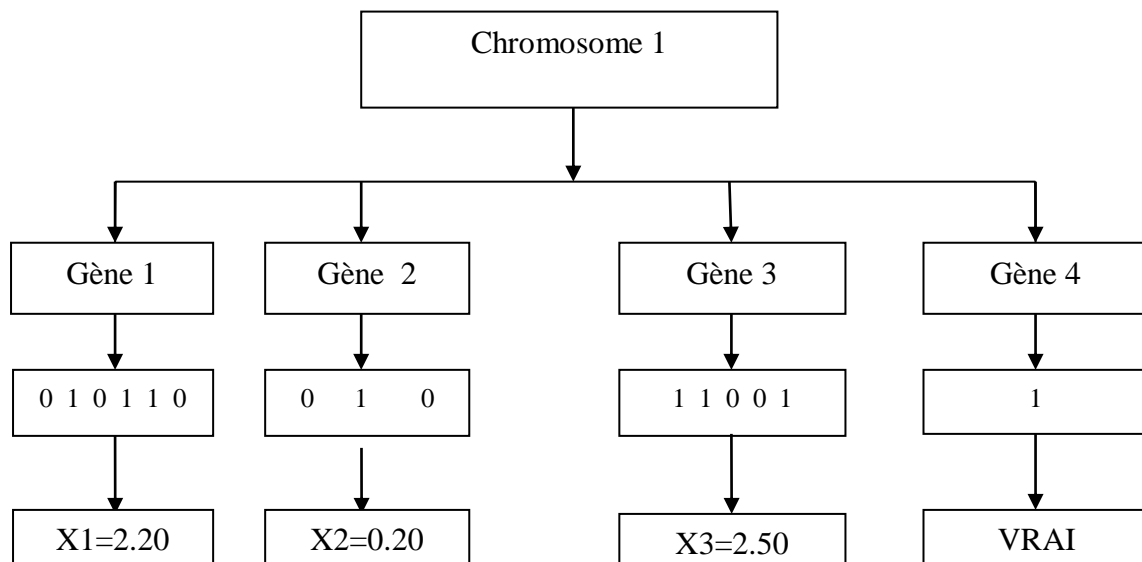 Chromosome 1
Gène 1
Gène 2
Gène 3
Gène 4
0 1 0 1 1 0
0 1 0
1 1 0 0 1
1
X1=2.20
X2=0.20
X3=2.50
VRAI